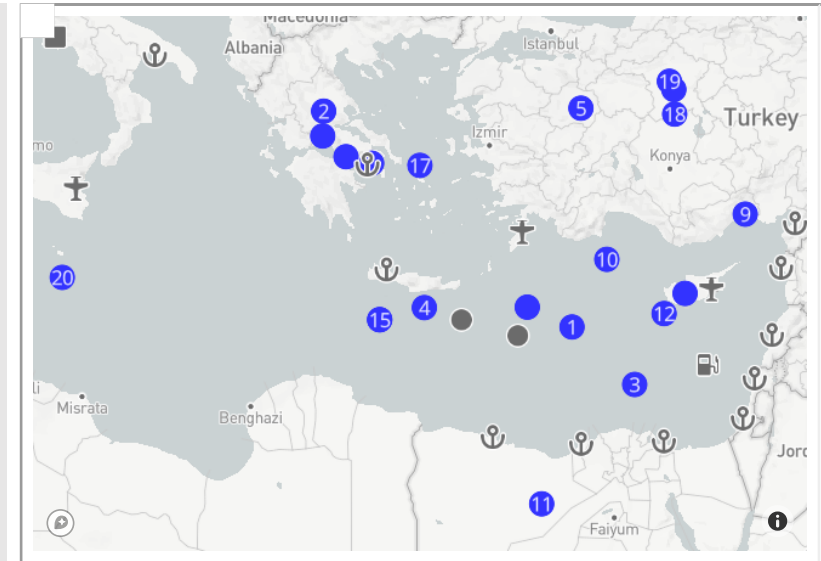 Macedonia
Albania
Istanbul
19
2
5
18
Turkey
Izmir
mo
Konya
17
9
10
20
12
15
4
1
3
li
Misrata
Benghazi
Jord
11
Faiyum
i